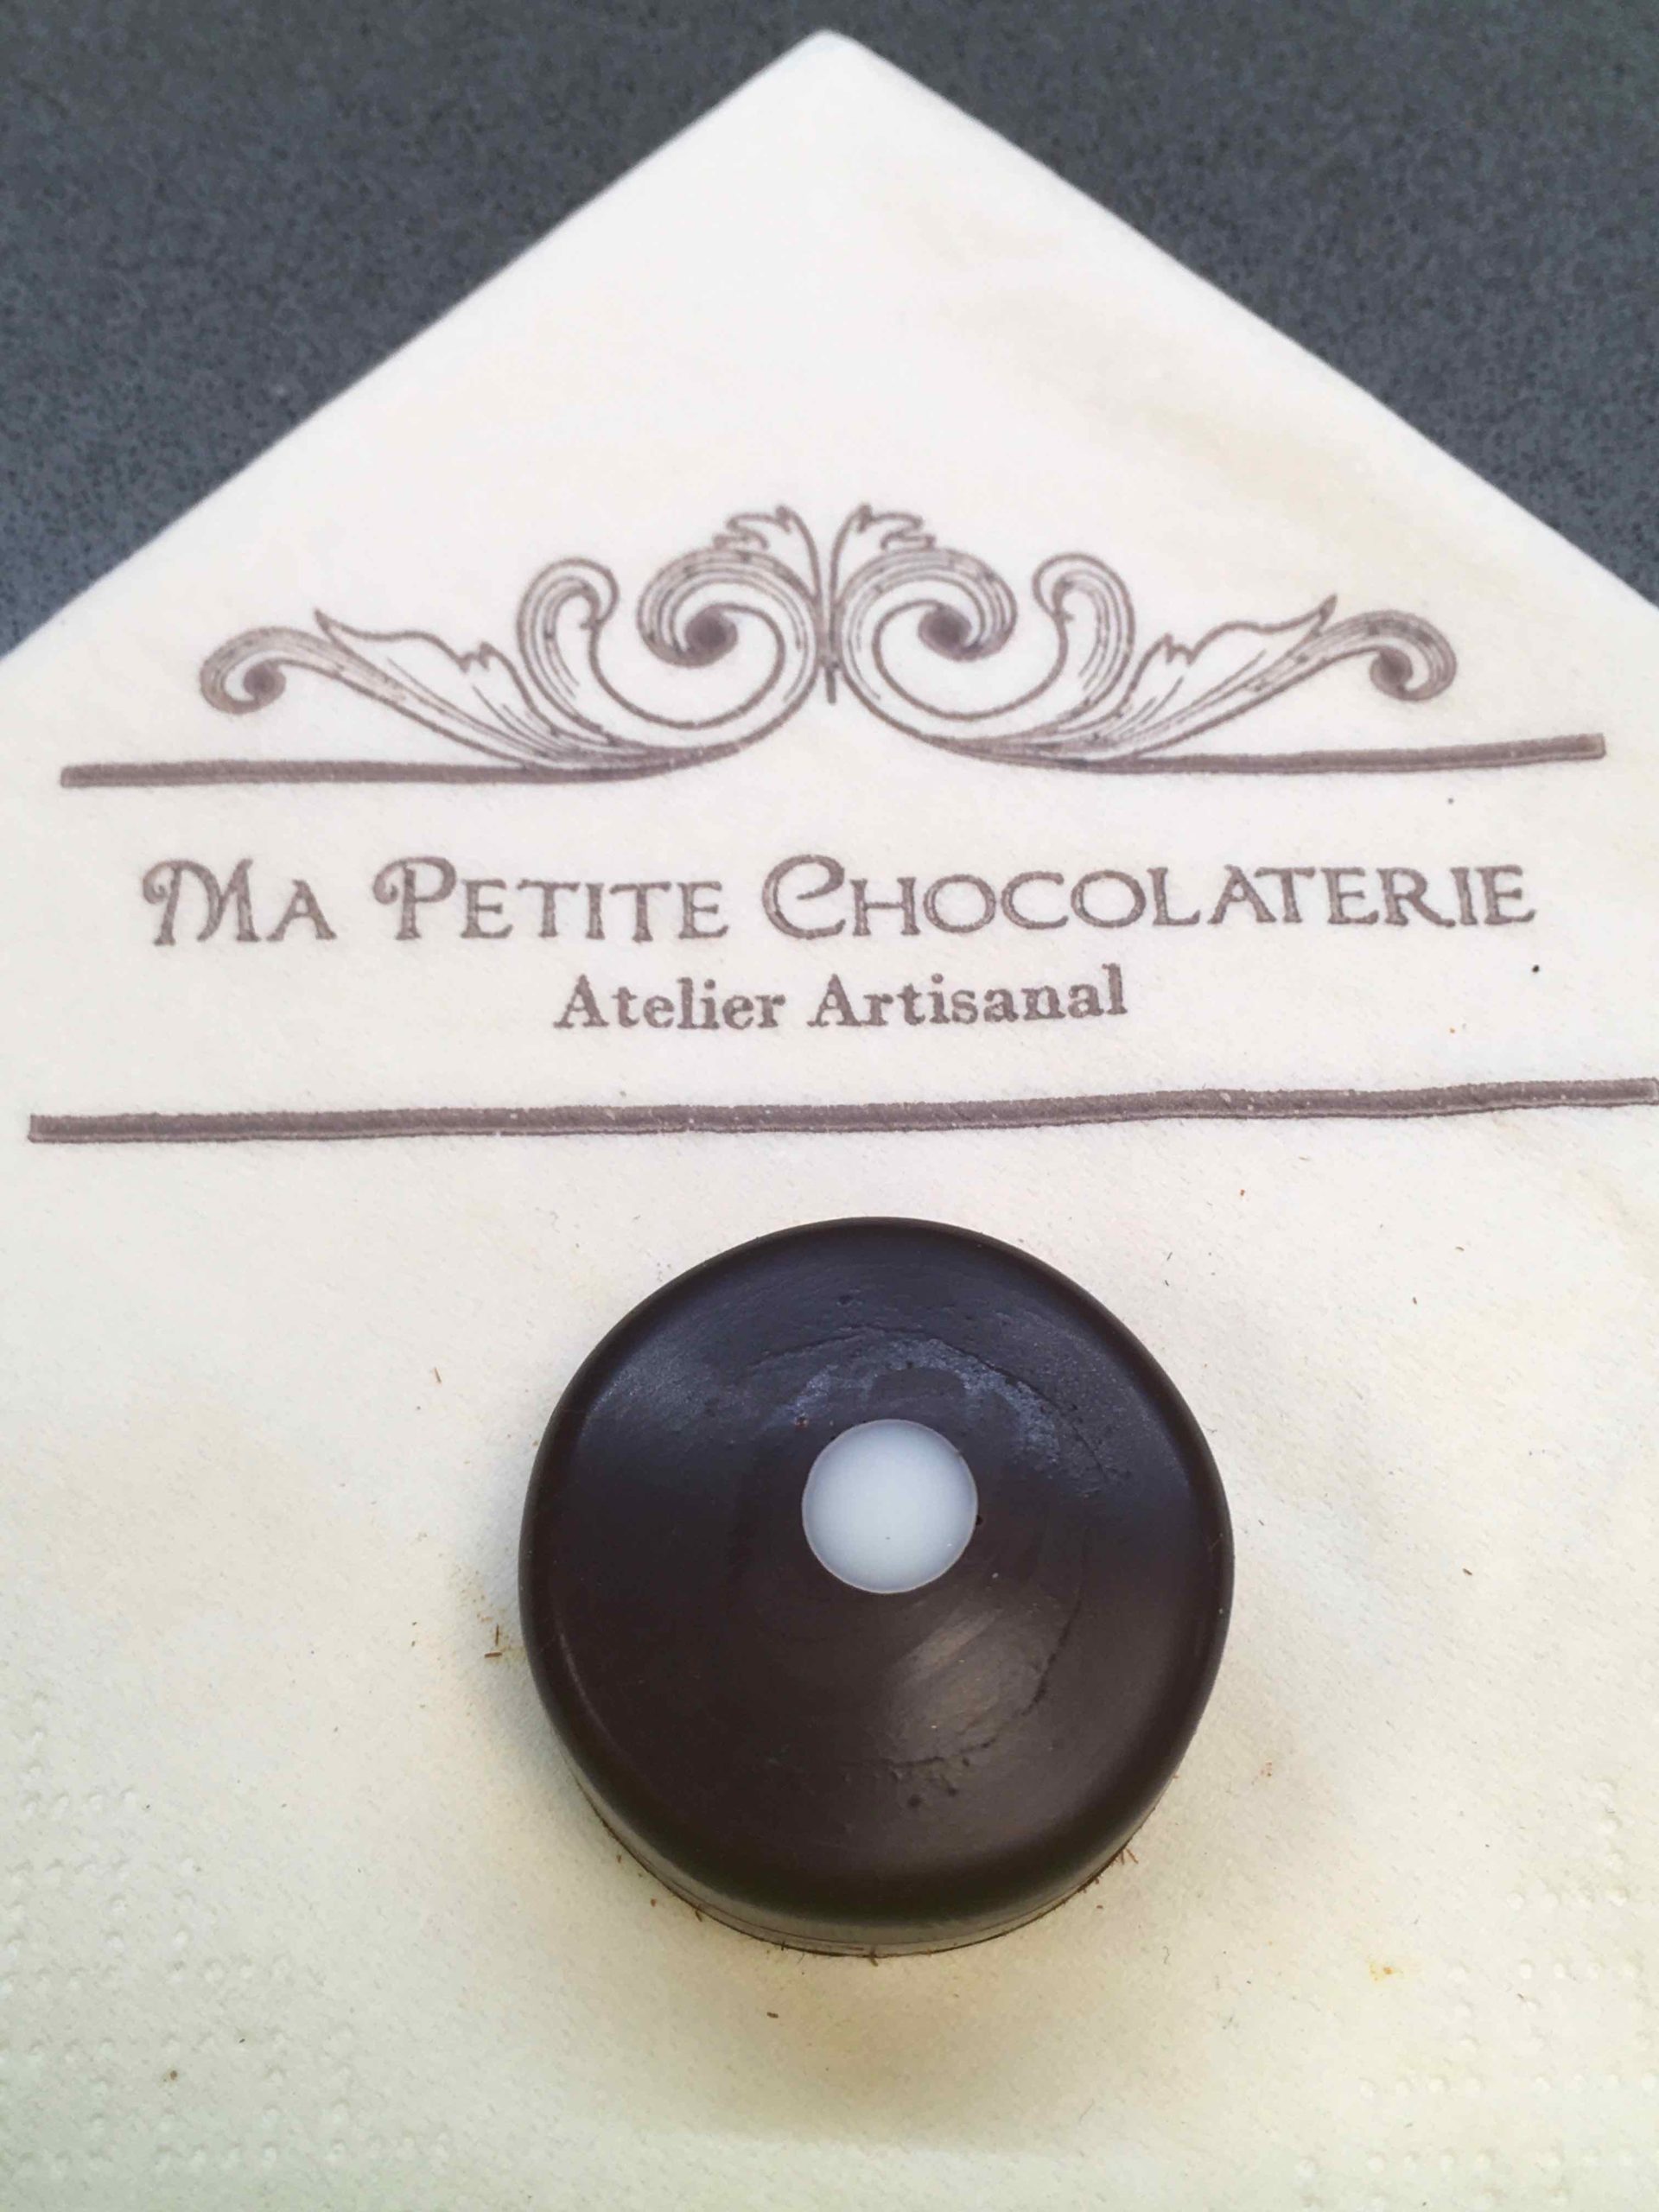 MA PETITE CHOCOLATERIE
Atelier Artisanal